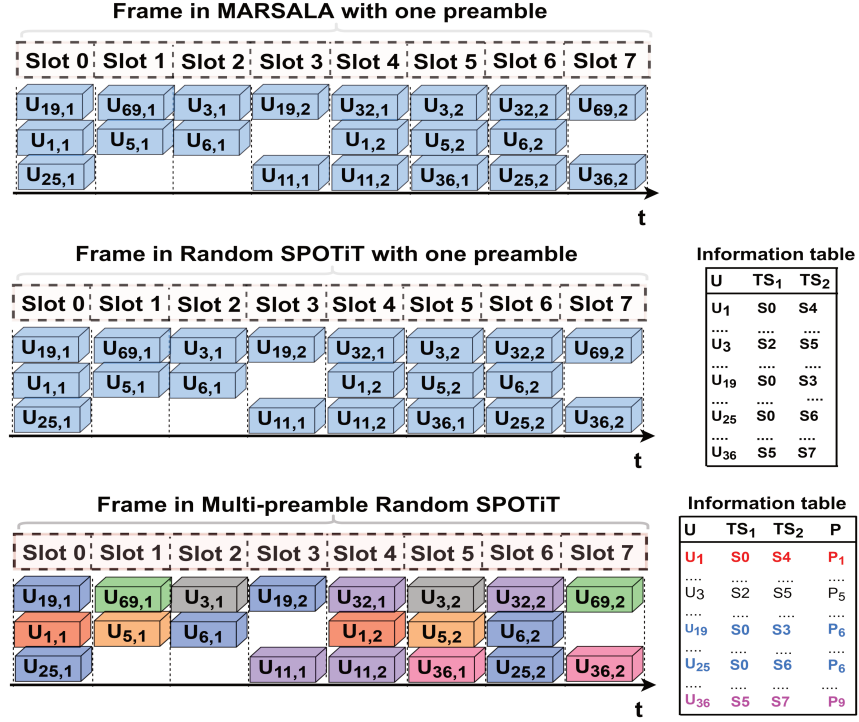 Frame in MARSALA with one preamble
Slot 0 Slot 1 Slot 2 Slot 3 Slot 4 Slot 5 Slot 6 Slot 7
U19,1 U69,1 U3,1 U19,2 U32,1 U3,2 U32,2 U69,2
U1,1 U5,1 U6,1 U1,2 U5,2 U6,2
U25,1 U11,1 U11,2 U36,1 U25,2 U36,2
t
Frame in Random SPOTiT with one preamble
Slot 0 Slot 1 Slot 2 Slot 3 Slot 4 Slot 5 Slot 6 Slot 7
U19,1 U69,1 U3,1 U19,2 U32,1 U3,2 U32,2 U69,2
U1,1 U5,1 U6,1 U1,2 U5,2 U6,2
U25,1 U11,1 U11,2 U36,1 U25,2 U36,2
t
Information table
U TS1 TS2
U1 S0 S4
.... .... ....
U3 S2 S5
.... .... ....
U19 S0 S3
.... .... ....
U25 S0 S6
.... .... ....
U36 S5 S7
Frame in Multi-preamble Random SPOTiT
Slot 0 Slot 1 Slot 2 Slot 3 Slot 4 Slot 5 Slot 6 Slot 7
U19,1 U69,1 U3,1 U19,2 U32,1 U3,2 U32,2 U69,2
U1,1 U5,1 U6,1 U1,2 U5,2 U6,2
U25,1 U11,1 U11,2 U36,1 U25,2 U36,2
t
Information table
U TS1 TS2 P
U1 S0 S4 P1
.... .... .... ....
U3 S2 S5 P5
.... .... .... ....
U19 S0 S3 P6
.... .... .... ....
U25 S0 S6 P6
.... .... .... ....
U36 S5 S7 P9